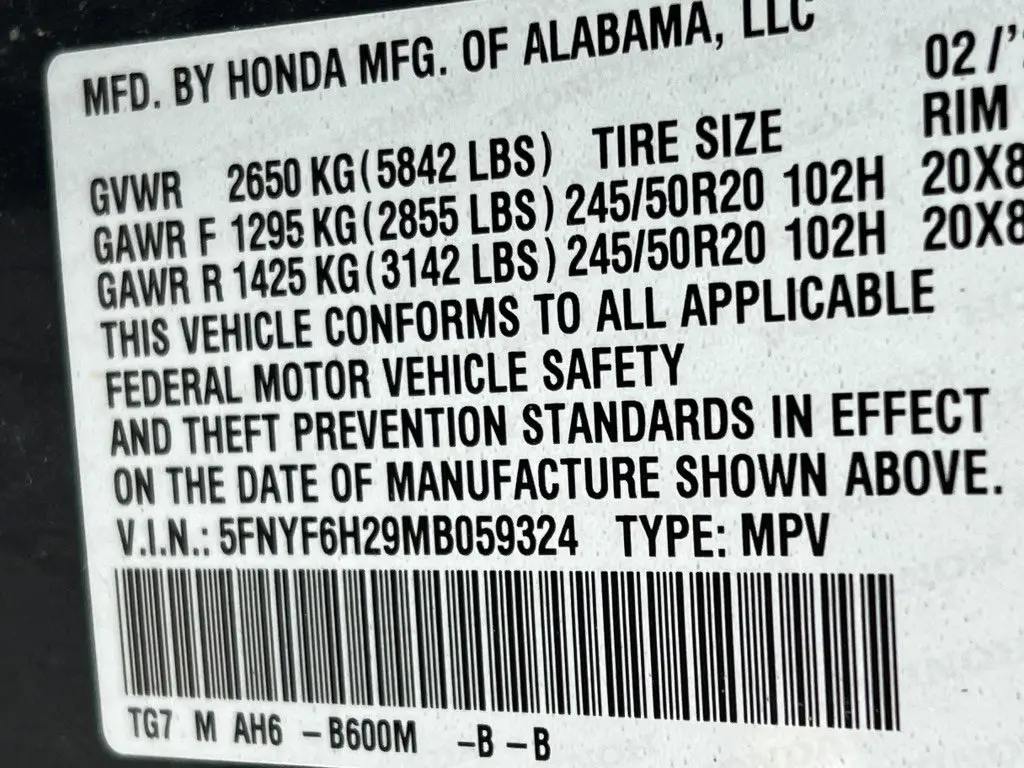 MFD. BY HONDA MFG. OF ALABAMA, LLC 02/'
GVWR 2650 KG(5842 LBS) TIRE SIZE RIM
GAWR F 1295 KG(2855 LBS) 245/50R20 102H 20X8
GAWR R 1425 KG(3142 LBS) 245/50R20 102H 20X8
THIS VEHICLE CONFORMS TO ALL APPLICABLE
FEDERAL MOTOR VEHICLE SAFETY
AND THEFT PREVENTION STANDARDS IN EFFECT
ON THE DATE OF MANUFACTURE SHOWN ABOVE.
V.I.N.: 5FNYF6H29MB059324 TYPE: MPV
TG7 M AH6 -B600M -B -B